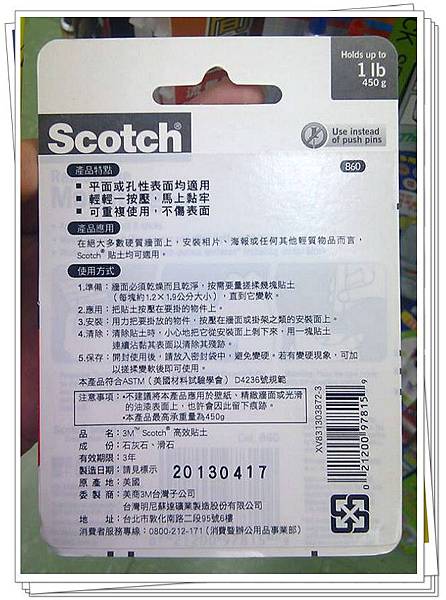 Holds up to
1 lb
450 g
Scotch®
Use instead
of push pins
產品特點
860
■ 平面或孔性表面均適用
■ 輕輕一按壓，馬上黏牢
■ 可重複使用，不傷表面
產品應用
在絕大多數硬質牆面上，安裝相片、海報或任何其他輕質物品而言，
Scotch®貼土均可適用。
使用方式
1.準備：牆面必須乾燥而且乾淨，按需要量搓揉幾塊貼土
（每塊約1.2×1.9公分大小），直到它變軟。
2.應用：把貼土按壓在要掛的物件上。
3.安裝：用力把要掛放的物件，按壓在牆面或掛架之類的安裝面上。
4.清除：清除貼土時，小心地把它從安裝面上剝下來，用一塊貼土
連續沾黏其表面以清除其殘跡。
5.保存：開封使用後，請放入密封袋中，避免變硬。若有變硬現象，可加
以搓揉變軟後即可使用。
本產品符合ASTM（美國材料試驗學會） D4236號規範
注意事項：•不建議將本產品應用於壁紙、精緻牆面或光滑
的油漆表面上，也許會因此留下痕跡。
•本產品最高承重量為450g
品名：3M™ Scotch® 高效貼土
成份：石灰石、滑石
有效期限：3年
製造日期：請見標示
20130417
原產地：美國
委製商：美商3M台灣子公司
台灣明尼蘇達礦業製造股份有限公司
地址：台北市敦化南路二段95號6樓
消費者服務專線：0800-212-171（消費暨辦公用品事業部）
XV831303872-3
0 21200 97815 9